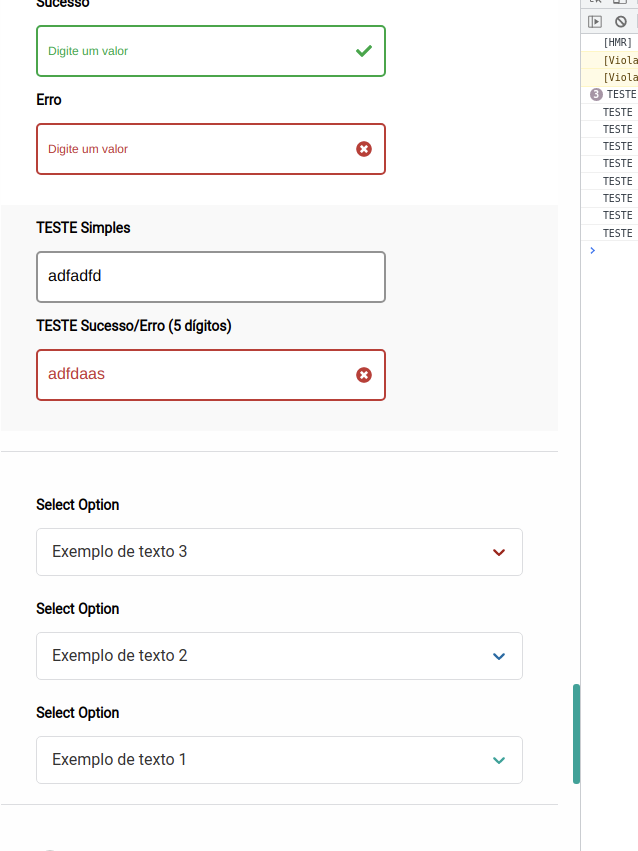 Sucesso
Digite um valor
Erro
Digite um valor
TESTE Simples
adfadfd
TESTE Sucesso/Erro (5 dígitos)
adfdaas
Select Option
Exemplo de texto 3
Select Option
Exemplo de texto 2
Select Option
Exemplo de texto 1
[HMR]
[Viola
[Viola
3 TESTE
TESTE
TESTE
TESTE
TESTE
TESTE
TESTE
TESTE
TESTE